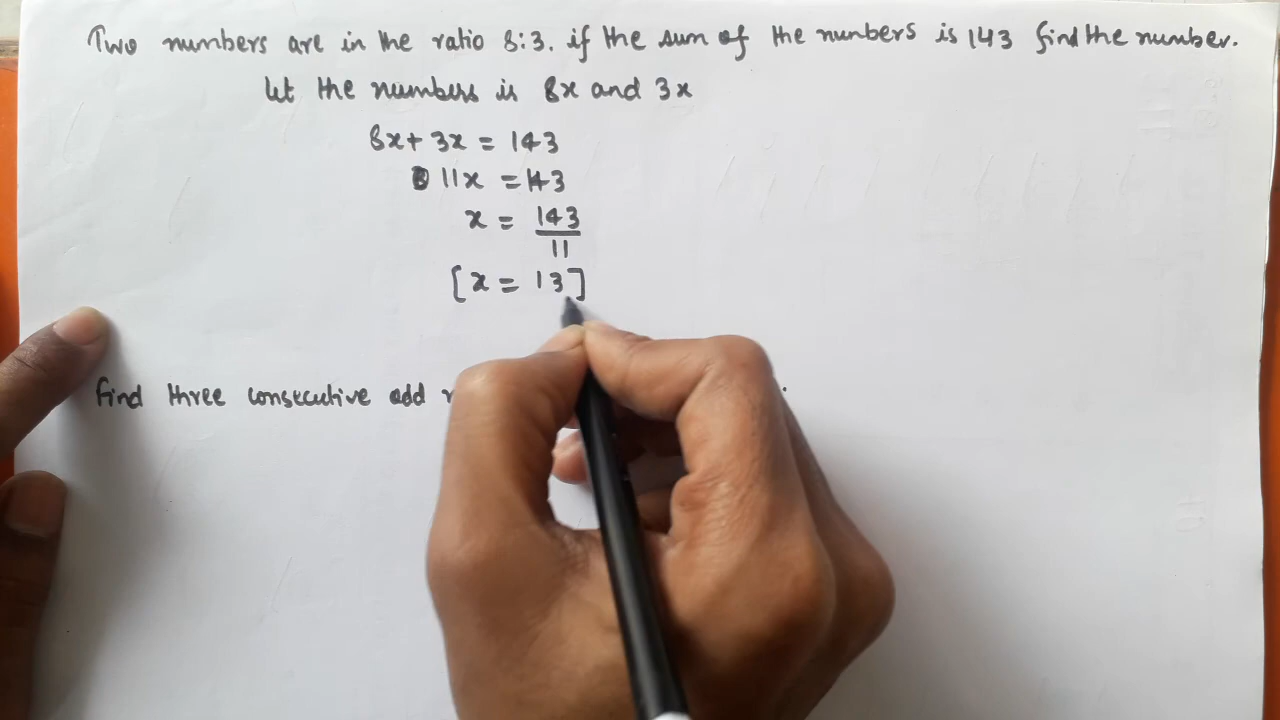 Two numbers are in the ratio 8:3. if the sum of the numbers is 143 find the number.
let the numbers is 8x and 3x
8x + 3x = 143
11x = 143
x = 143/11
[x = 13]
Find three consecutive odd